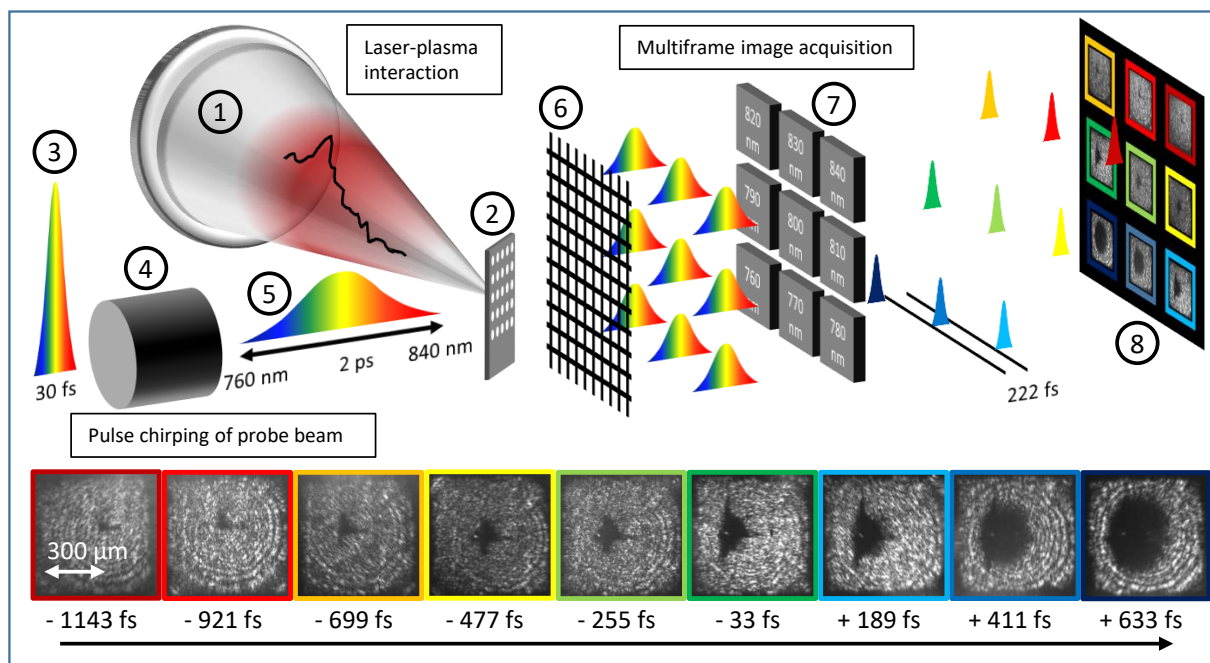 Laser-plasma
interaction
Multiframe image acquisition
1
2
3
4
5
6
7
8
820
nm
830
nm
840
nm
790
nm
800
nm
810
nm
760
nm
770
nm
780
nm
30 fs
760 nm
2 ps
840 nm
222 fs
Pulse chirping of probe beam
300 µm
- 1143 fs
- 921 fs
- 699 fs
- 477 fs
- 255 fs
- 33 fs
+ 189 fs
+ 411 fs
+ 633 fs